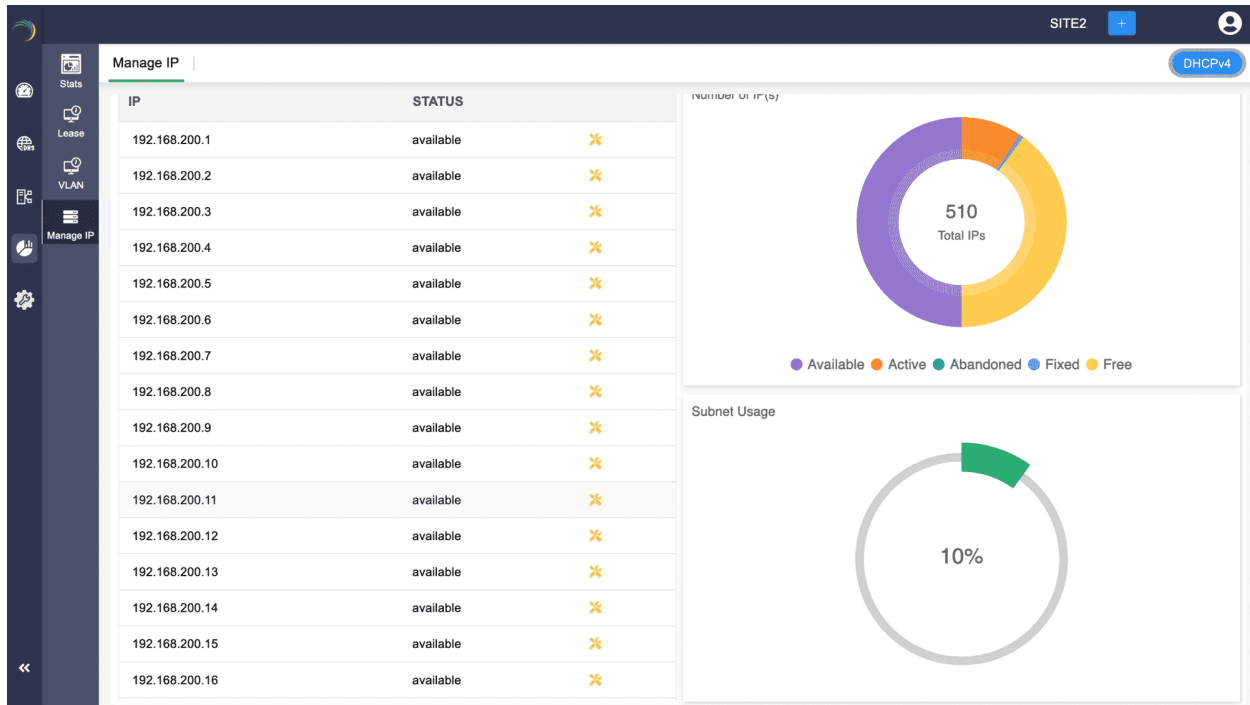 SITE2 +
Manage IP
DHCPv4
Stats
Lease
DNS
VLAN
Manage IP
IP STATUS
192.168.200.1 available
192.168.200.2 available
192.168.200.3 available
192.168.200.4 available
192.168.200.5 available
192.168.200.6 available
192.168.200.7 available
192.168.200.8 available
192.168.200.9 available
192.168.200.10 available
192.168.200.11 available
192.168.200.12 available
192.168.200.13 available
192.168.200.14 available
192.168.200.15 available
192.168.200.16 available
Number of IP(s)
510
Total IPs
Available Active Abandoned Fixed Free
Subnet Usage
10%